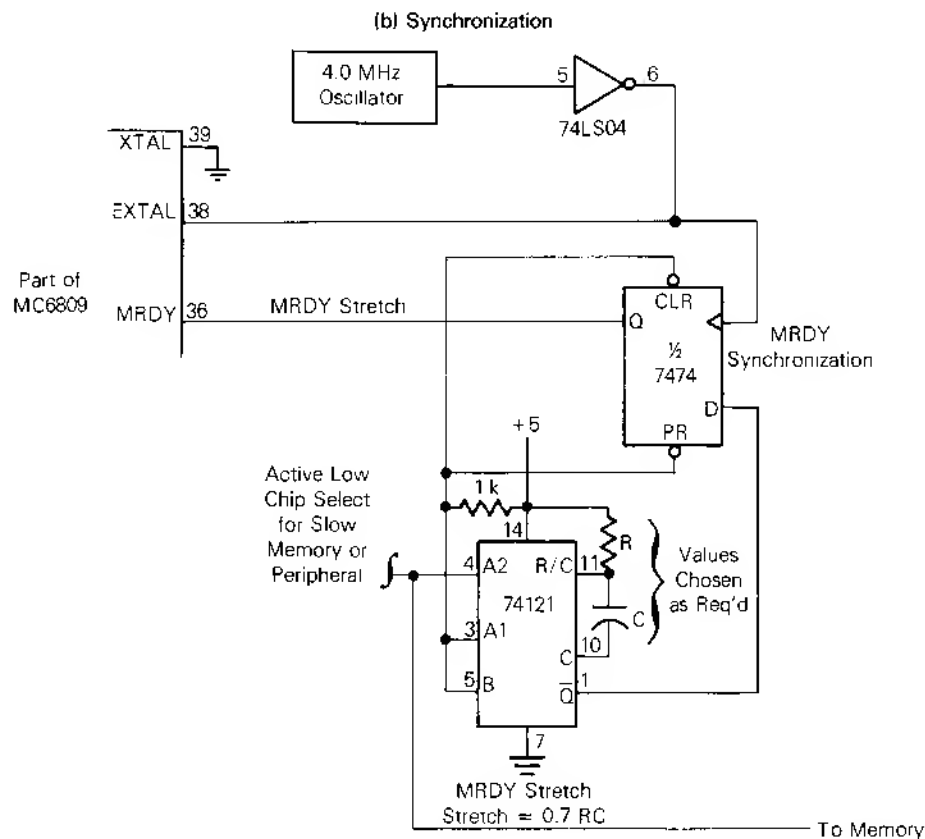 (b) Synchronization
4.0 MHz
Oscillator
5
6
74LS04
XTAL
39
EXTAL
38
Part of
MC6809
MRDY
36
MRDY Stretch
CLR
Q
½
7474
D
PR
MRDY
Synchronization
+5
Active Low
Chip Select
for Slow
Memory or
Peripheral
1 k
14
R
4
A2
R/C
11
74121
Values
Chosen
as Req'd
C
3
A1
10
C
5
B
Q̅
1
7
MRDY Stretch
Stretch ≈ 0.7 RC
To Memory